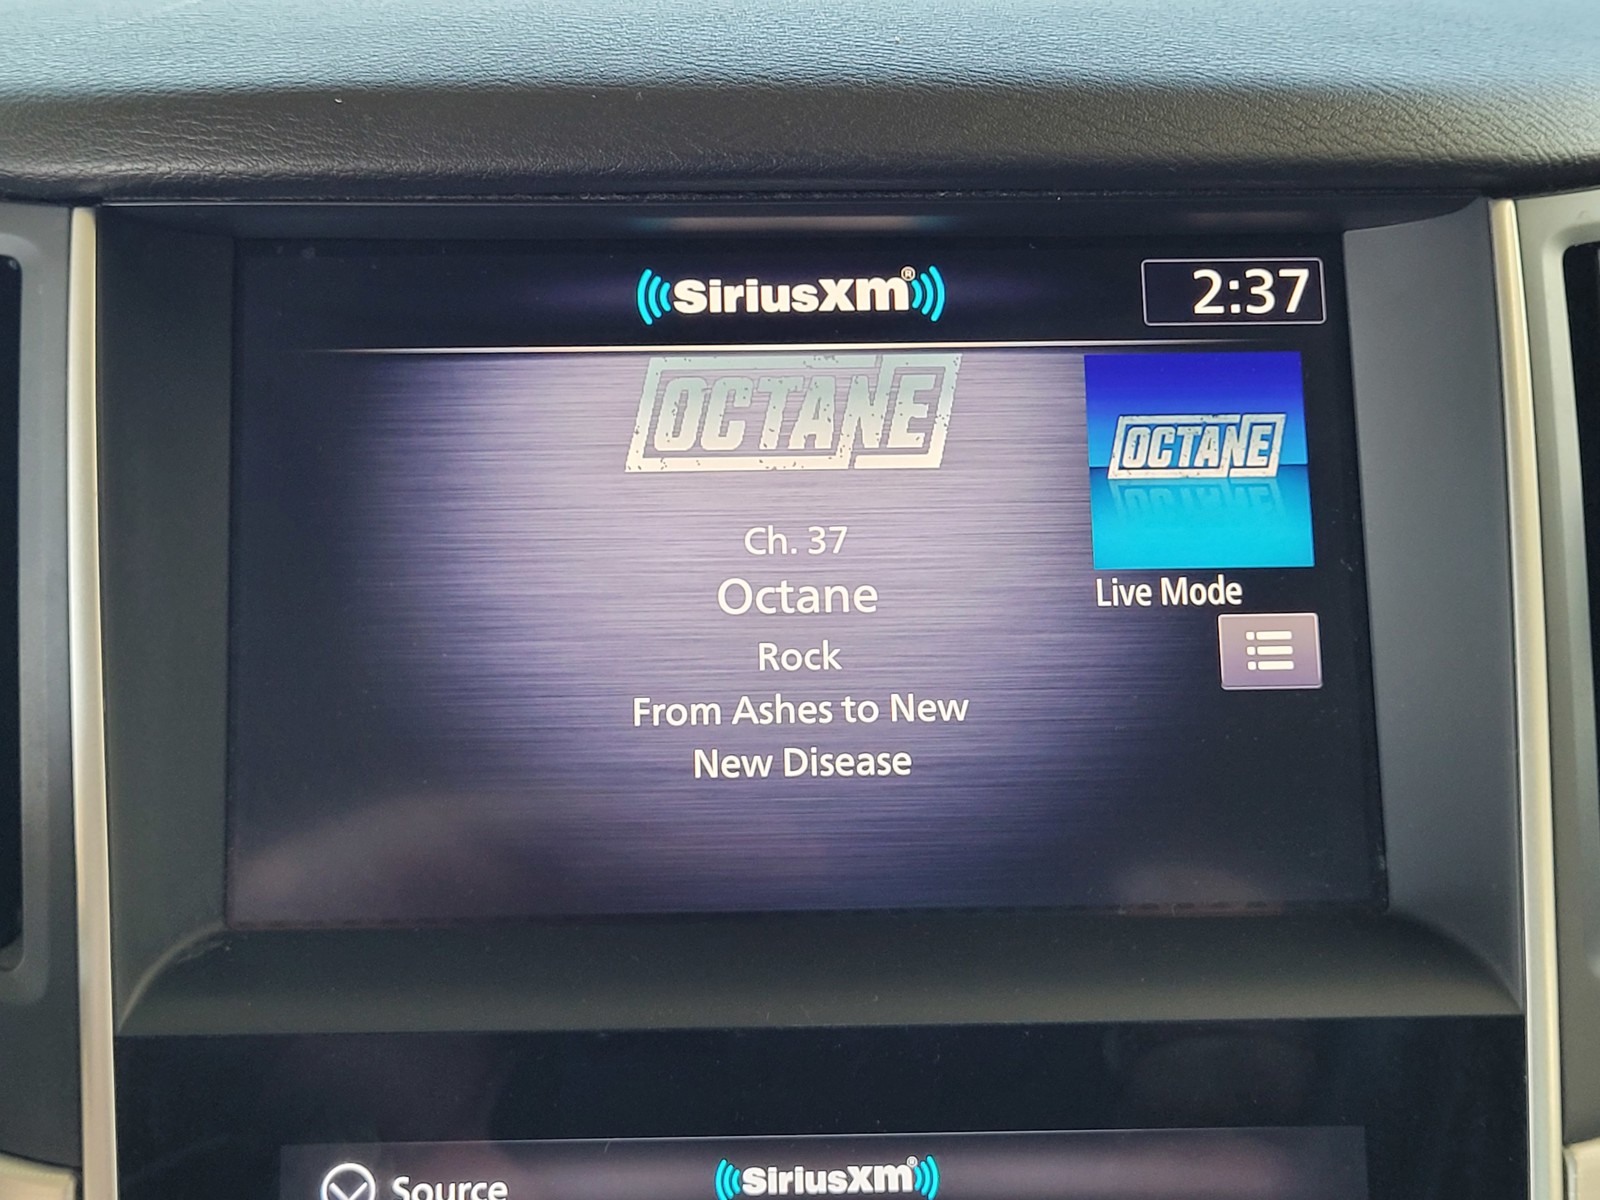 SiriusXM®
2:37
OCTANE
OCTANE
Ch. 37
Octane
Live Mode
Rock
From Ashes to New
New Disease
Source
SiriusXM®